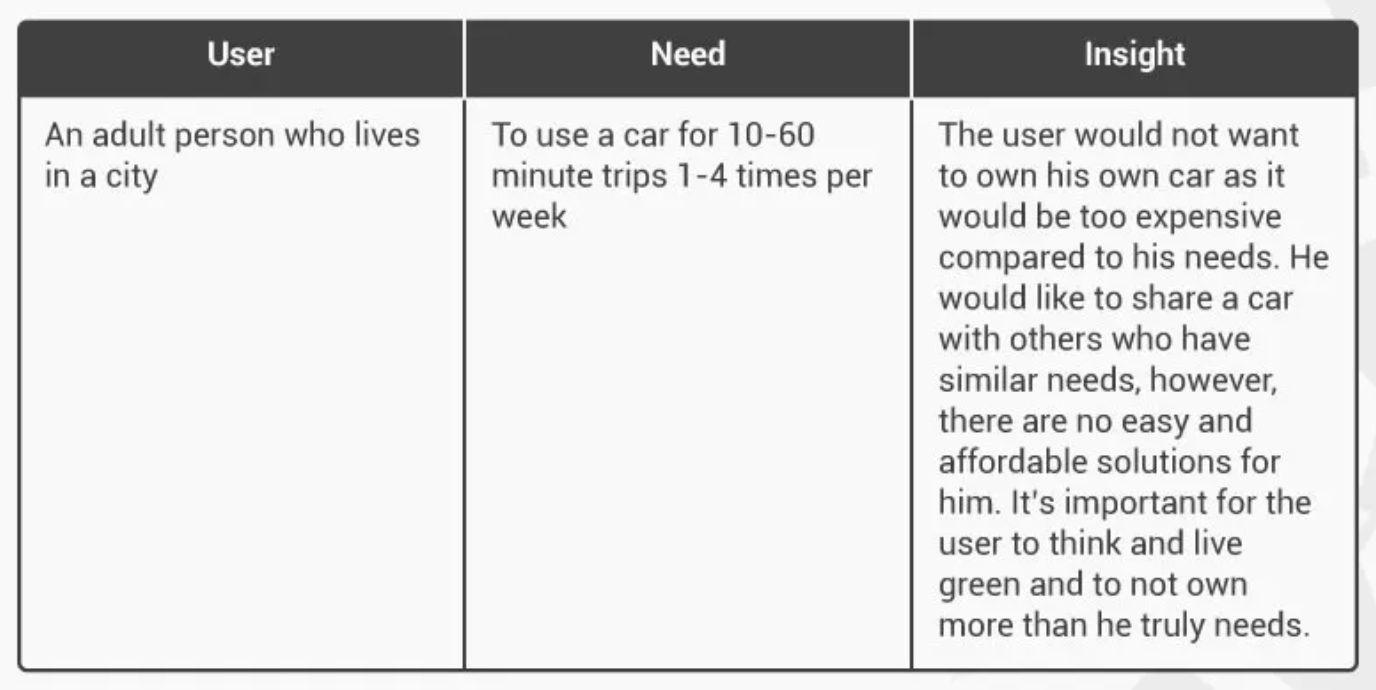 User
Need
Insight
An adult person who lives
in a city
To use a car for 10-60
minute trips 1-4 times per
week
The user would not want
to own his own car as it
would be too expensive
compared to his needs. He
would like to share a car
with others who have
similar needs, however,
there are no easy and
affordable solutions for
him. It's important for the
user to think and live
green and to not own
more than he truly needs.